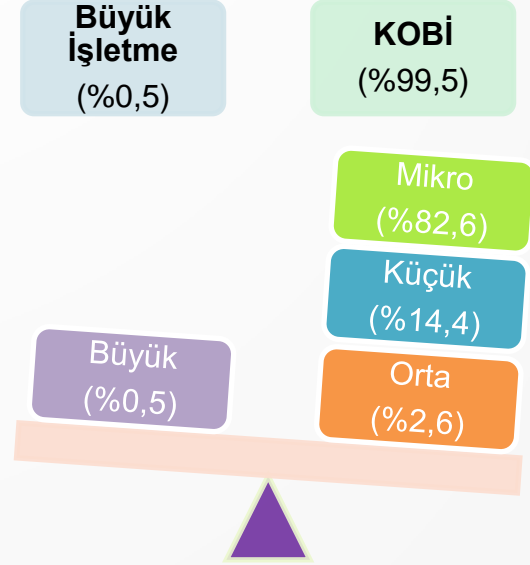 Büyük
İşletme
(%0,5)
KOBİ
(%99,5)
Mikro
(%82,6)
Küçük
(%14,4)
Orta
(%2,6)
Büyük
(%0,5)